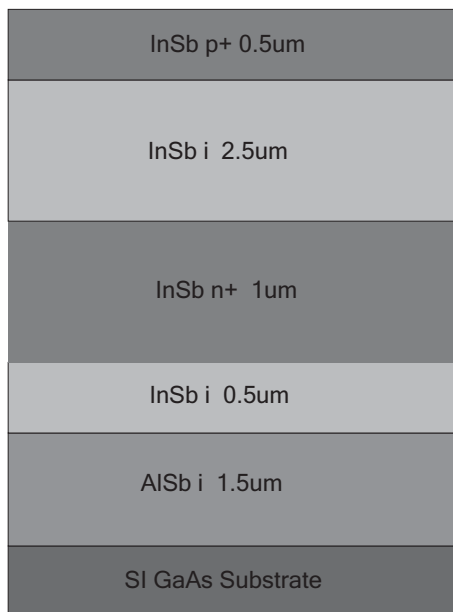 InSb p+ 0.5um
InSb i 2.5um
InSb n+ 1um
InSb i 0.5um
AlSb i 1.5um
SI GaAs Substrate